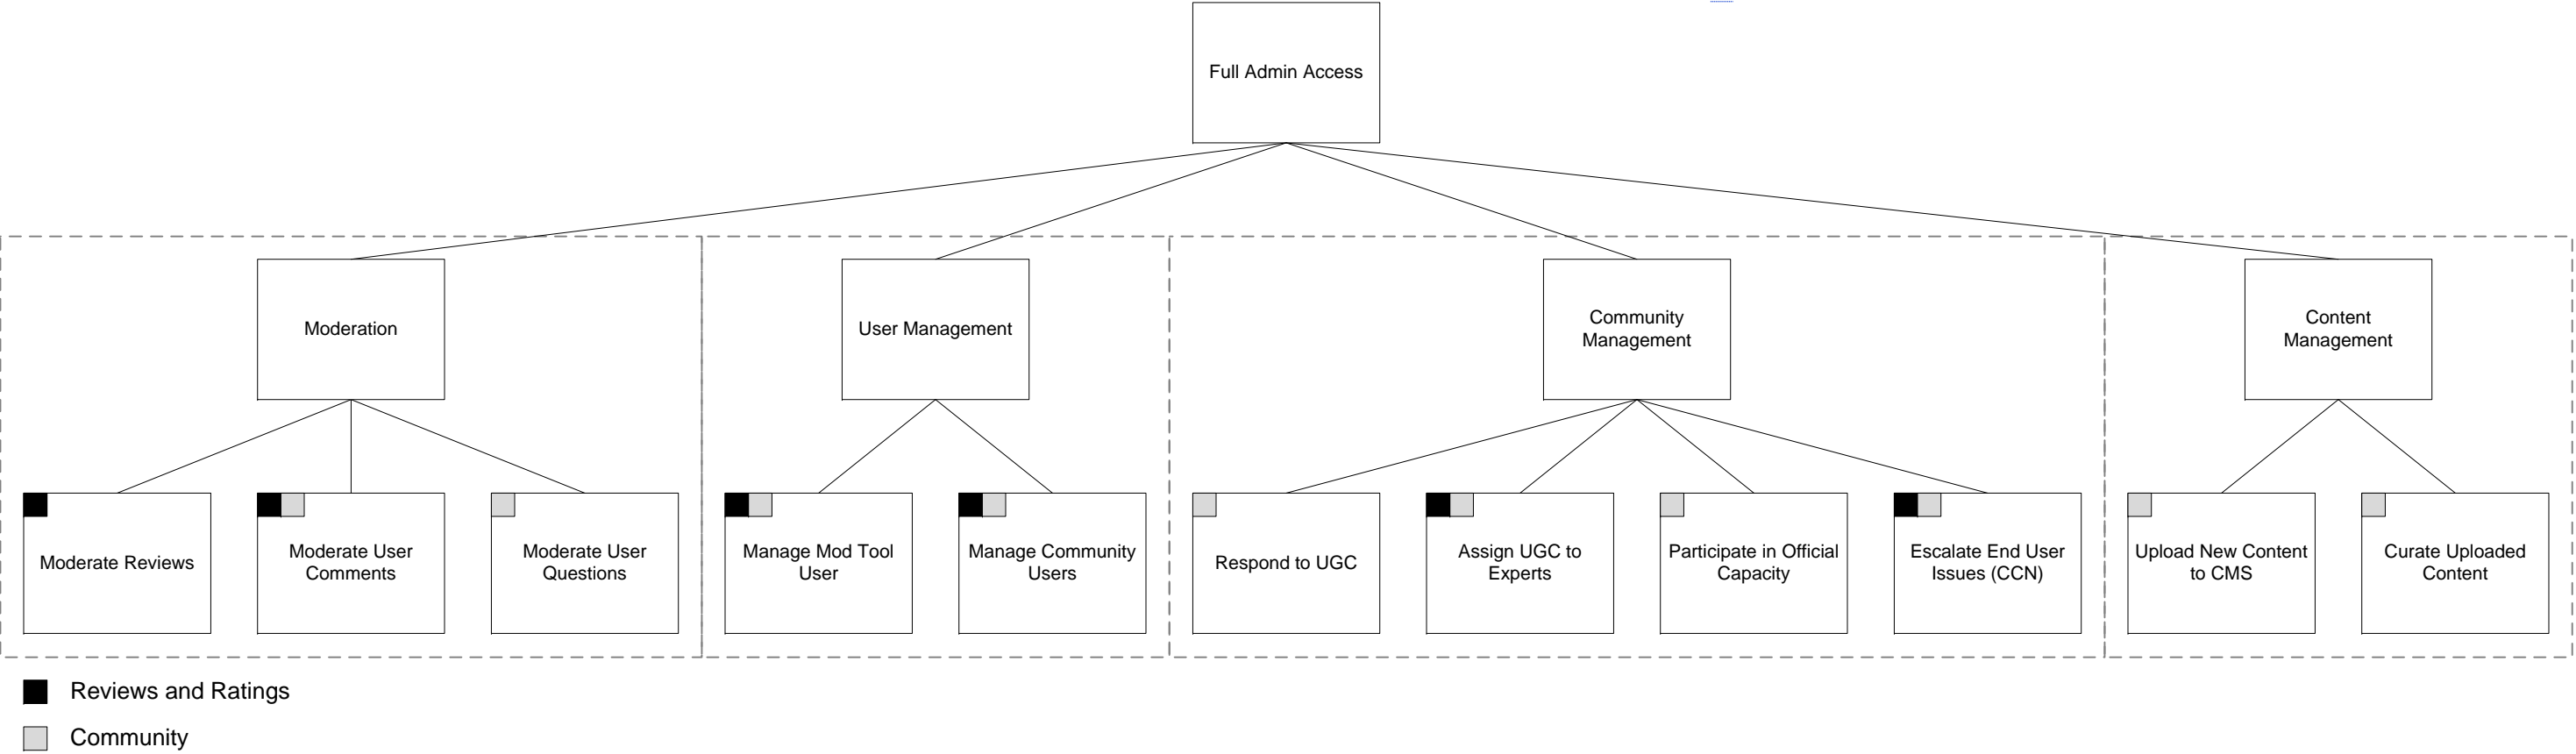 Full Admin Access
Moderation
User Management
Community
Management
Content
Management
Moderate Reviews
Moderate User
Comments
Moderate User
Questions
Manage Mod Tool
User
Manage Community
Users
Respond to UGC
Assign UGC to
Experts
Participate in Official
Capacity
Escalate End User
Issues (CCN)
Upload New Content
to CMS
Curate Uploaded
Content
Reviews and Ratings
Community